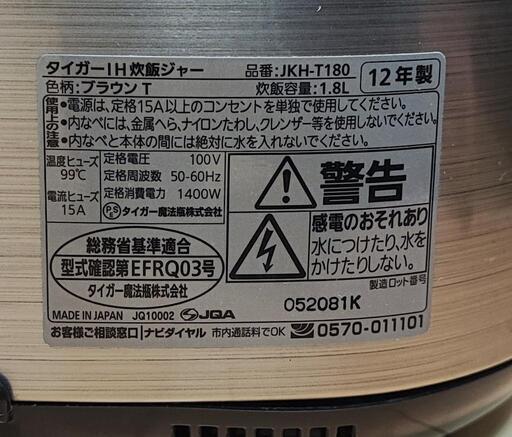 タイガーIH炊飯ジャー 品番:JKH-T180 12年製
色柄:ブラウン T 炊飯容量:1.8L
使用上の注意
●電源は、定格15A以上のコンセントを単独で使用してください。
●内なべには、金属へら、ナイロンたわし、クレンザー等を使用しないでください。
●内なべと本体の間には絶対に水を入れないでください。
温度ヒューズ 99℃
電流ヒューズ 15A
定格電圧 100V
定格周波数 50-60Hz
定格消費電力 1400W
PSE タイガー魔法瓶株式会社
警告
感電のおそれあり
水につけたり、水を
かけたりしない。
総務省基準適合
型式確認第EFRQ03号
タイガー魔法瓶株式会社
製造ロット番号
052081K
MADE IN JAPAN JQ10002 JQA
お客様ご相談窓口 ナビダイヤル 市内通話料でOK 0570-011101